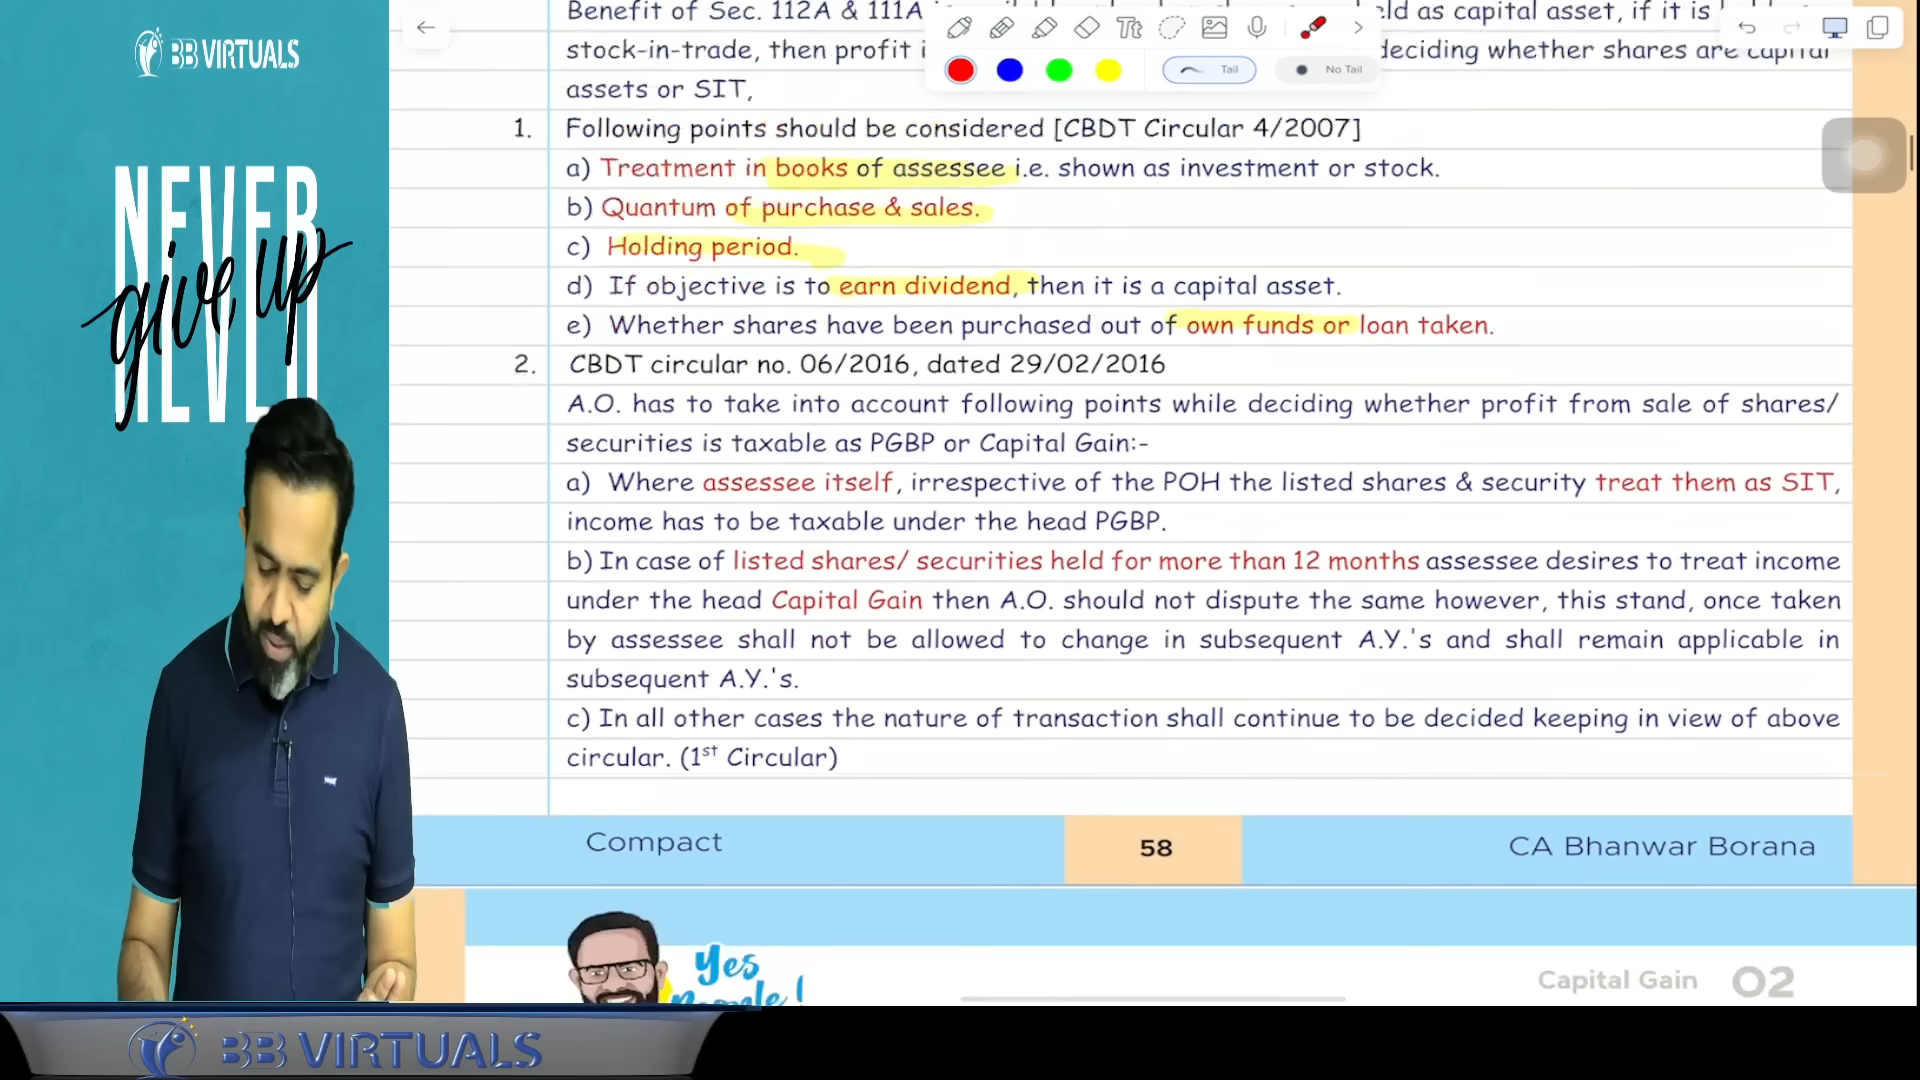 BB VIRTUALS
NEVER
give up
NEVER
Benefit of Sec. 112A & 111A
as capital asset, if it is
stock-in-trade, then profit
deciding whether shares are capital
assets or SIT,
1. Following points should be considered [CBDT Circular 4/2007]
a) Treatment in books of assessee i.e. shown as investment or stock.
b) Quantum of purchase & sales.
c) Holding period.
d) If objective is to earn dividend, then it is a capital asset.
e) Whether shares have been purchased out of own funds or loan taken.
2. CBDT circular no. 06/2016, dated 29/02/2016
A.O. has to take into account following points while deciding whether profit from sale of shares/
securities is taxable as PGBP or Capital Gain:-
a) Where assessee itself, irrespective of the POH the listed shares & security treat them as SIT,
income has to be taxable under the head PGBP.
b) In case of listed shares/ securities held for more than 12 months assessee desires to treat income
under the head Capital Gain then A.O. should not dispute the same however, this stand, once taken
by assessee shall not be allowed to change in subsequent A.Y.'s and shall remain applicable in
subsequent A.Y.'s.
c) In all other cases the nature of transaction shall continue to be decided keeping in view of above
circular. (1st Circular)
Tt
Tail
No Tail
Compact
58
CA Bhanwar Borana
Yes
Capital Gain 02
BB VIRTUALS